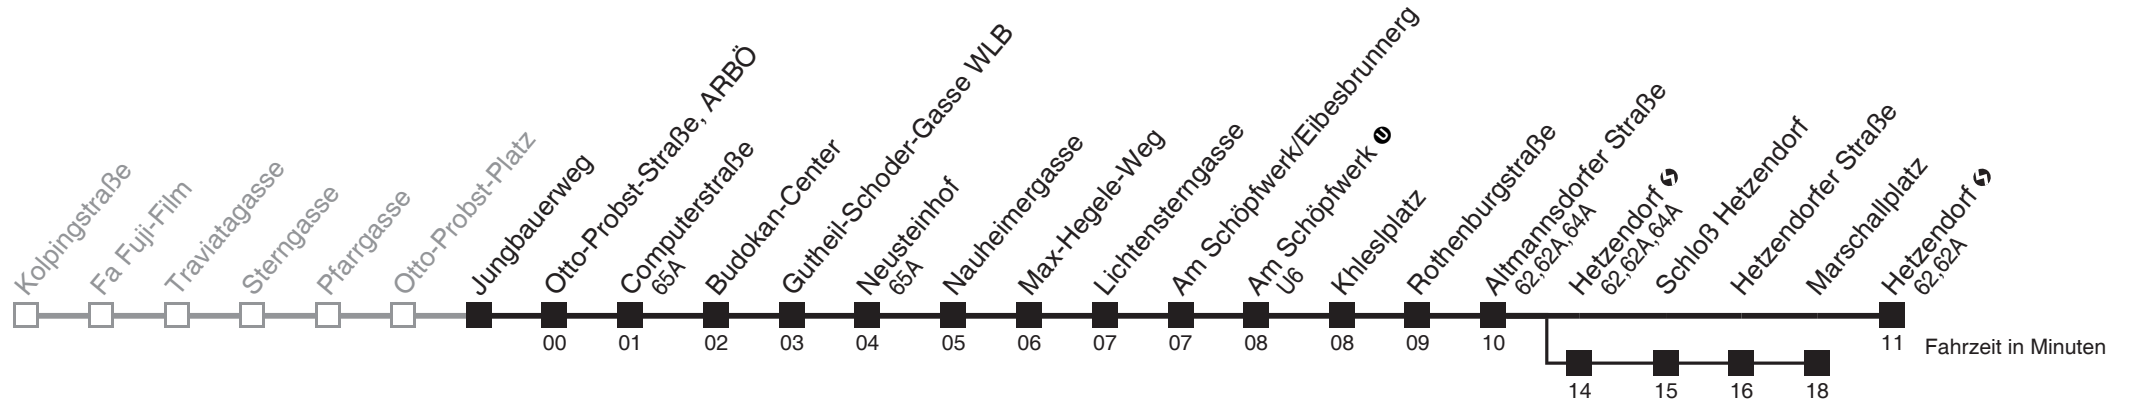 Kolpingstraße
Fa Fuji-Film
Traviatagasse
Sterngasse
Pfarrgasse
Otto-Probst-Platz
Jungbauerweg
Otto-Probst-Straße, ARBÖ
Computerstraße
65A
Budokan-Center
Gutheil-Schoder-Gasse WLB
Neusteinhof
65A
Nauheimergasse
Max-Hegele-Weg
Lichtensterngasse
Am Schöpfwerk/Eibesbrunnerg
Am Schöpfwerk U
U6
Khleslplatz
Rothenburgstraße
Altmannsdorfer Straße
62,62A,64A
Hetzendorf
62,62A,64A
Schloß Hetzendorf
Hetzendorfer Straße
Marschallplatz
Hetzendorf
62,62A
00 01 02 03 04 05 06 07 07 08 08 09 10 11 Fahrzeit in Minuten
14 15 16 18